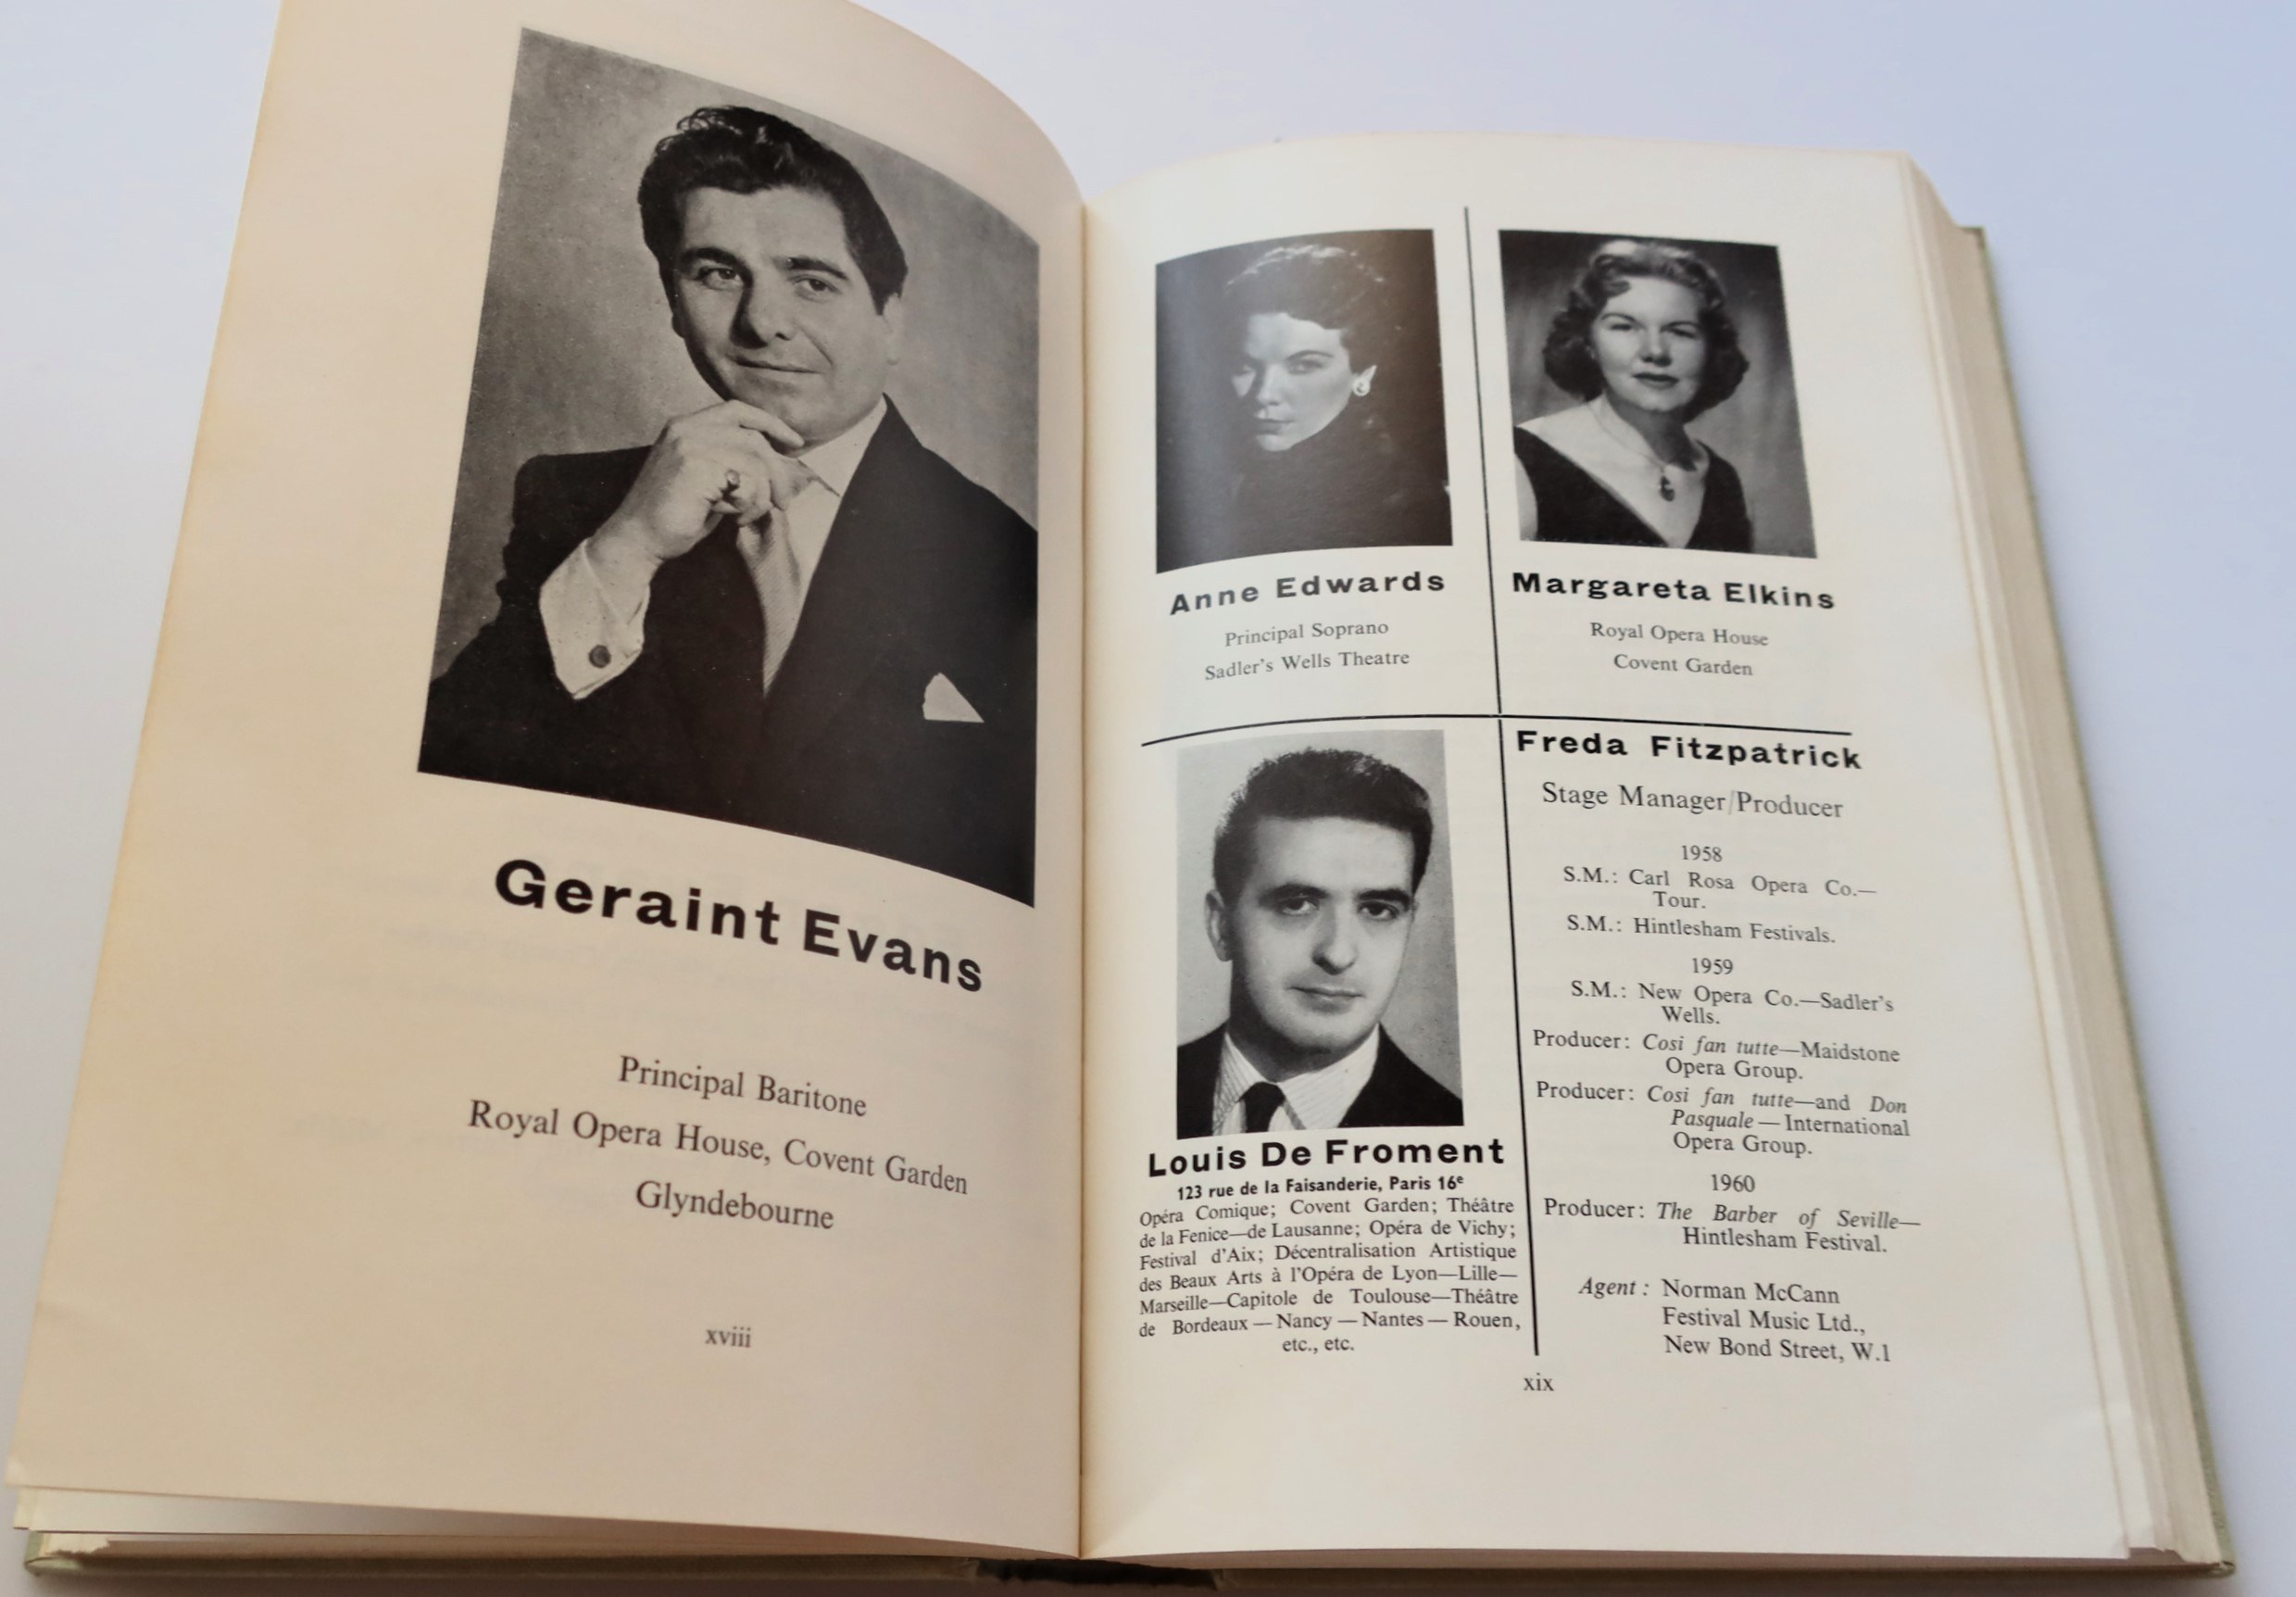 Geraint Evans
Principal Baritone
Royal Opera House, Covent Garden
Glyndebourne
xviii
Anne Edwards
Principal Soprano
Sadler's Wells Theatre
Margareta Elkins
Royal Opera House
Covent Garden
Louis De Froment
123 rue de la Faisanderie, Paris 16e
Opéra Comique; Covent Garden; Théâtre
de la Fenice—de Lausanne; Opéra de Vichy;
Festival d'Aix; Décentralisation Artistique
des Beaux Arts à l'Opéra de Lyon—Lille—
Marseille—Capitole de Toulouse—Théâtre
de Bordeaux — Nancy — Nantes — Rouen,
etc., etc.
Freda Fitzpatrick
Stage Manager/Producer
1958
S.M.: Carl Rosa Opera Co.—
Tour.
S.M.: Hintlesham Festivals.
1959
S.M.: New Opera Co.—Sadler's
Wells.
Producer: Cosi fan tutte—Maidstone
Opera Group.
Producer: Cosi fan tutte—and Don
Pasquale — International
Opera Group.
1960
Producer: The Barber of Seville—
Hintlesham Festival.
Agent: Norman McCann
Festival Music Ltd.,
New Bond Street, W.1
xix